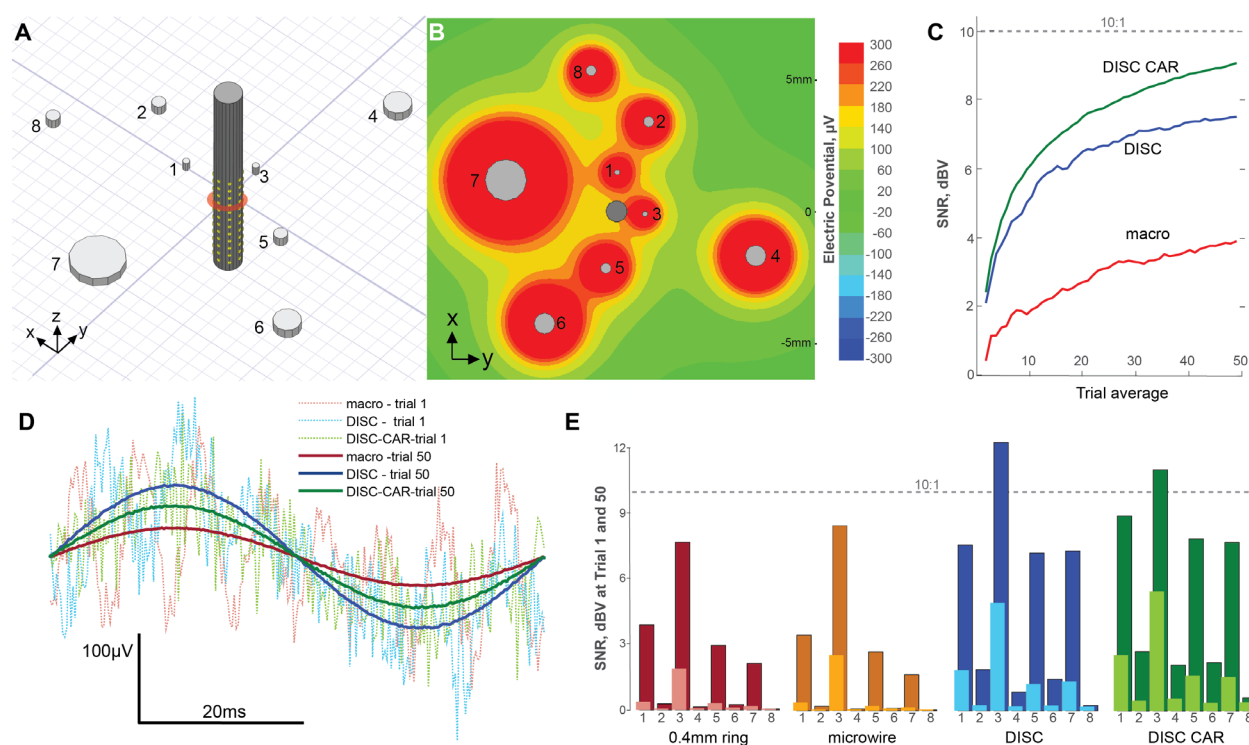 A
8
2
4
1
3
5
7
6
z
x
y
B
8
2
7
1
3
5
4
6
x
y
5mm
0
-5mm
Electric Povential, µV
300
260
220
180
140
100
60
20
-20
-60
-100
-140
-180
-220
-260
-300
C
10:1
DISC CAR
DISC
macro
SNR, dBV
10
8
6
4
2
0
10
20
30
40
50
Trial average
D
macro - trial 1
DISC - trial 1
DISC-CAR-trial 1
macro -trial 50
DISC - trial 50
DISC-CAR-trial 50
100µV
20ms
E
SNR, dBV at Trial 1 and 50
12
9
6
3
0
10:1
1 2 3 4 5 6 7 8
0.4mm ring
1 2 3 4 5 6 7 8
microwire
1 2 3 4 5 6 7 8
DISC
1 2 3 4 5 6 7 8
DISC CAR